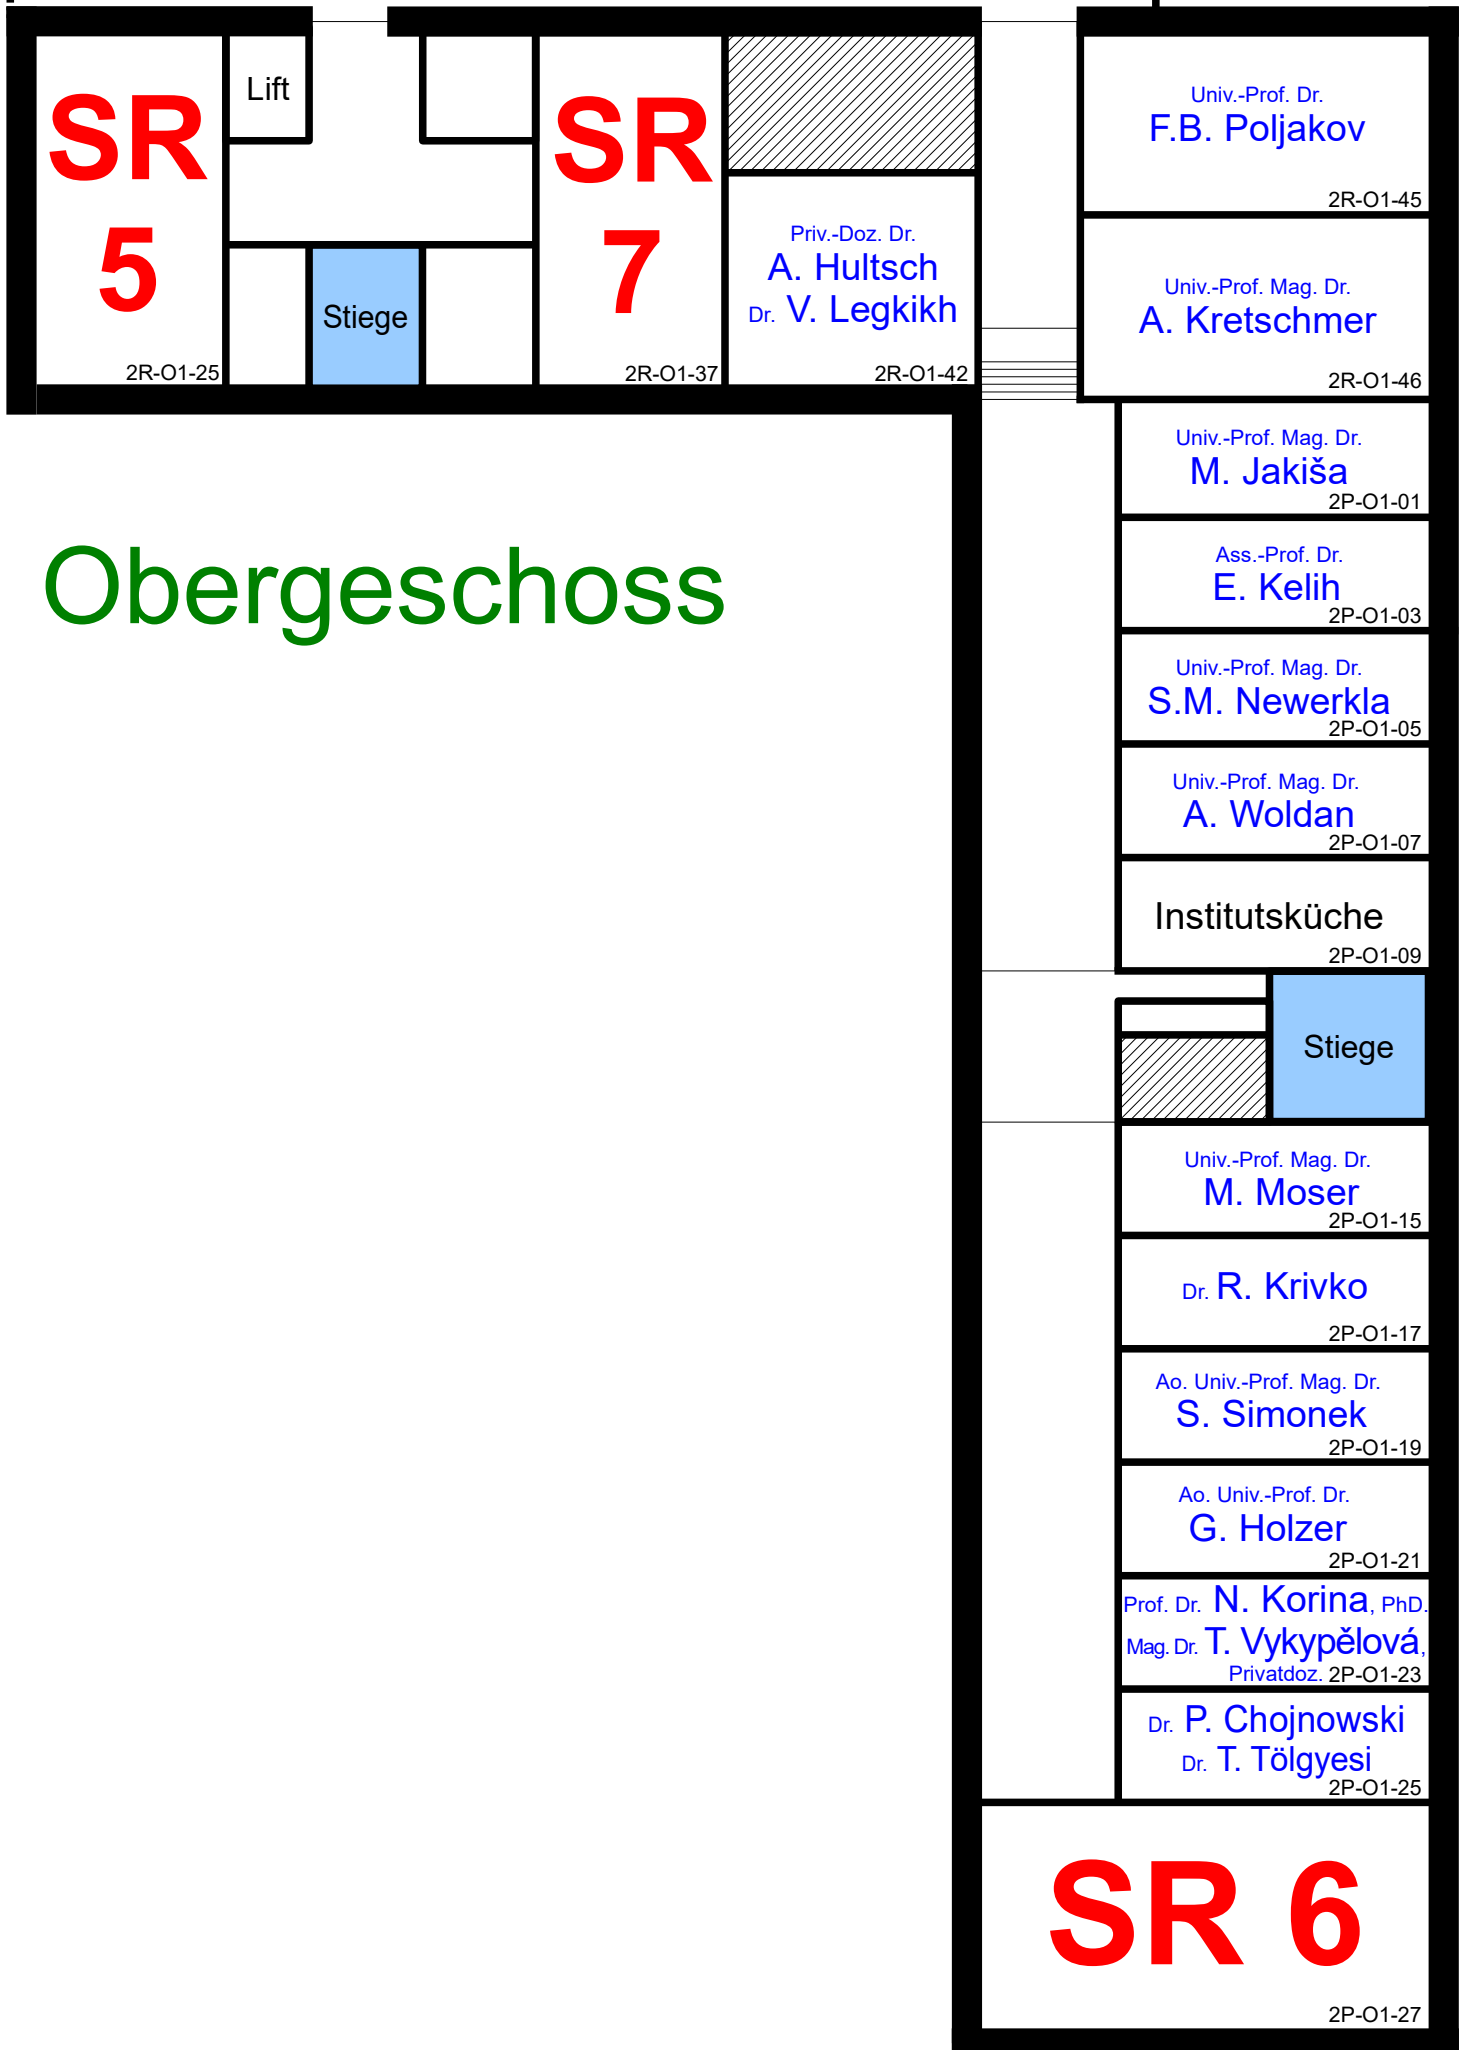 SR
5
2R-O1-25
Lift
Stiege
SR
7
2R-O1-37
Priv.-Doz. Dr.
A. Hultsch
Dr. V. Legkikh
2R-O1-42
Univ.-Prof. Dr.
F.B. Poljakov
2R-O1-45
Univ.-Prof. Mag. Dr.
A. Kretschmer
2R-O1-46
Univ.-Prof. Mag. Dr.
M. Jakiša
2P-O1-01
Obergeschoss
Ass.-Prof. Dr.
E. Kelih
2P-O1-03
Univ.-Prof. Mag. Dr.
S.M. Newerkla
2P-O1-05
Univ.-Prof. Mag. Dr.
A. Woldan
2P-O1-07
Institutsküche
2P-O1-09
Stiege
Univ.-Prof. Mag. Dr.
M. Moser
2P-O1-15
Dr. R. Krivko
2P-O1-17
Ao. Univ.-Prof. Mag. Dr.
S. Simonek
2P-O1-19
Ao. Univ.-Prof. Dr.
G. Holzer
2P-O1-21
Prof. Dr. N. Korina, PhD.
Mag. Dr. T. Vykypělová,
Privatdoz. 2P-O1-23
Dr. P. Chojnowski
Dr. T. Tölgyesi
2P-O1-25
SR 6
2P-O1-27